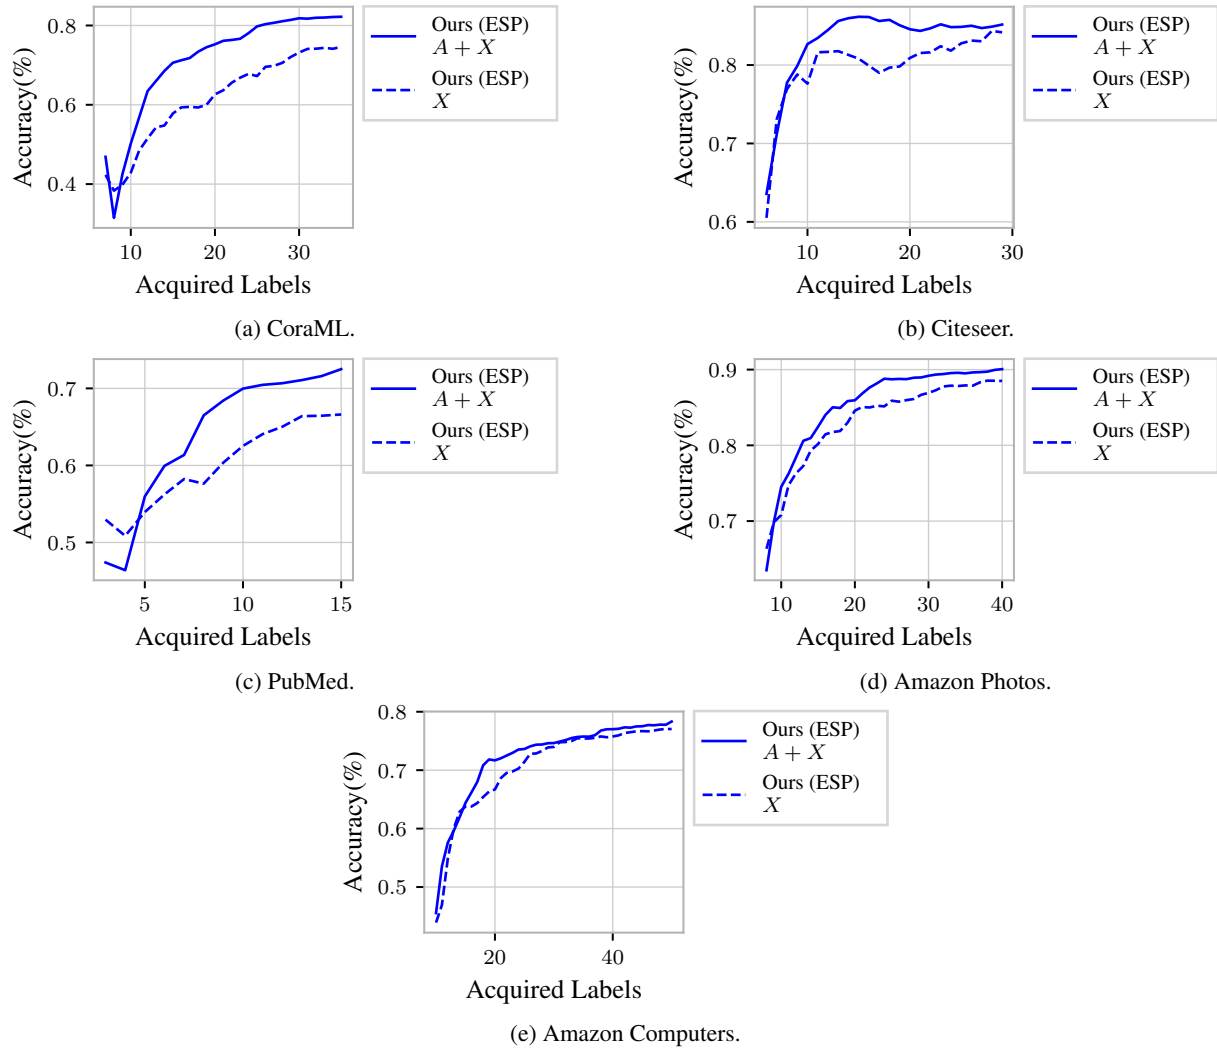 0.8
0.6
0.4
Accuracy(%)
10
20
30
Acquired Labels
Ours (ESP)
A + X
Ours (ESP)
X
(a) CoraML.
0.8
0.6
Accuracy(%)
10
20
30
Acquired Labels
Ours (ESP)
A + X
Ours (ESP)
X
(b) Citeseer.
0.7
0.6
0.5
Accuracy(%)
5
10
15
Acquired Labels
Ours (ESP)
A + X
Ours (ESP)
X
(c) PubMed.
0.9
0.8
0.7
Accuracy(%)
10
20
30
40
Acquired Labels
Ours (ESP)
A + X
Ours (ESP)
X
(d) Amazon Photos.
0.8
0.7
0.6
0.5
Accuracy(%)
20
40
Acquired Labels
Ours (ESP)
A + X
Ours (ESP)
X
(e) Amazon Computers.